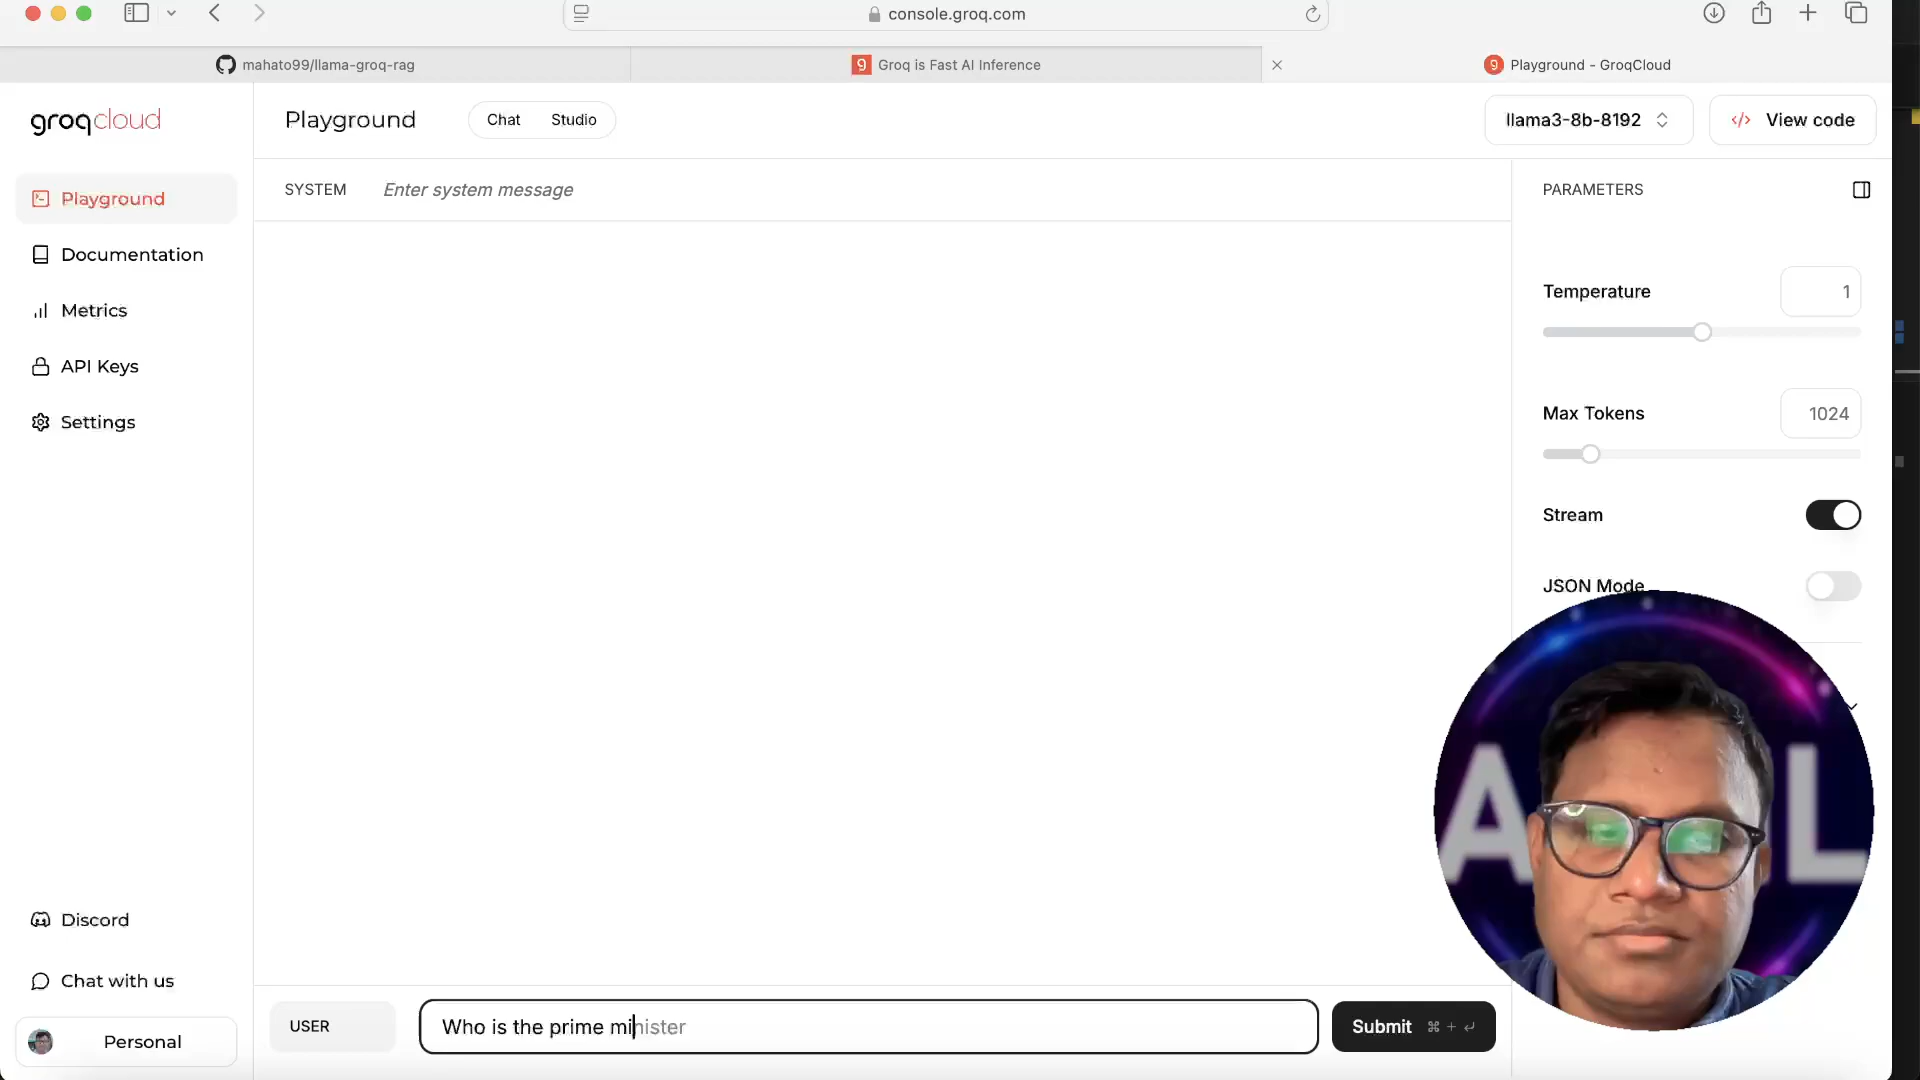 console.groq.com
mahato99/llama-groq-rag
Groq is Fast AI Inference
Playground - GroqCloud
groqcloud
Playground
Chat
Studio
llama3-8b-8192
</> View code
Playground
SYSTEM
Enter system message
PARAMETERS
Documentation
Temperature
1
Metrics
API Keys
Max Tokens
1024
Settings
Stream
JSON Mode
A
L
Discord
Chat with us
USER
Who is the prime minister
Submit ⌘ + ↵
Personal